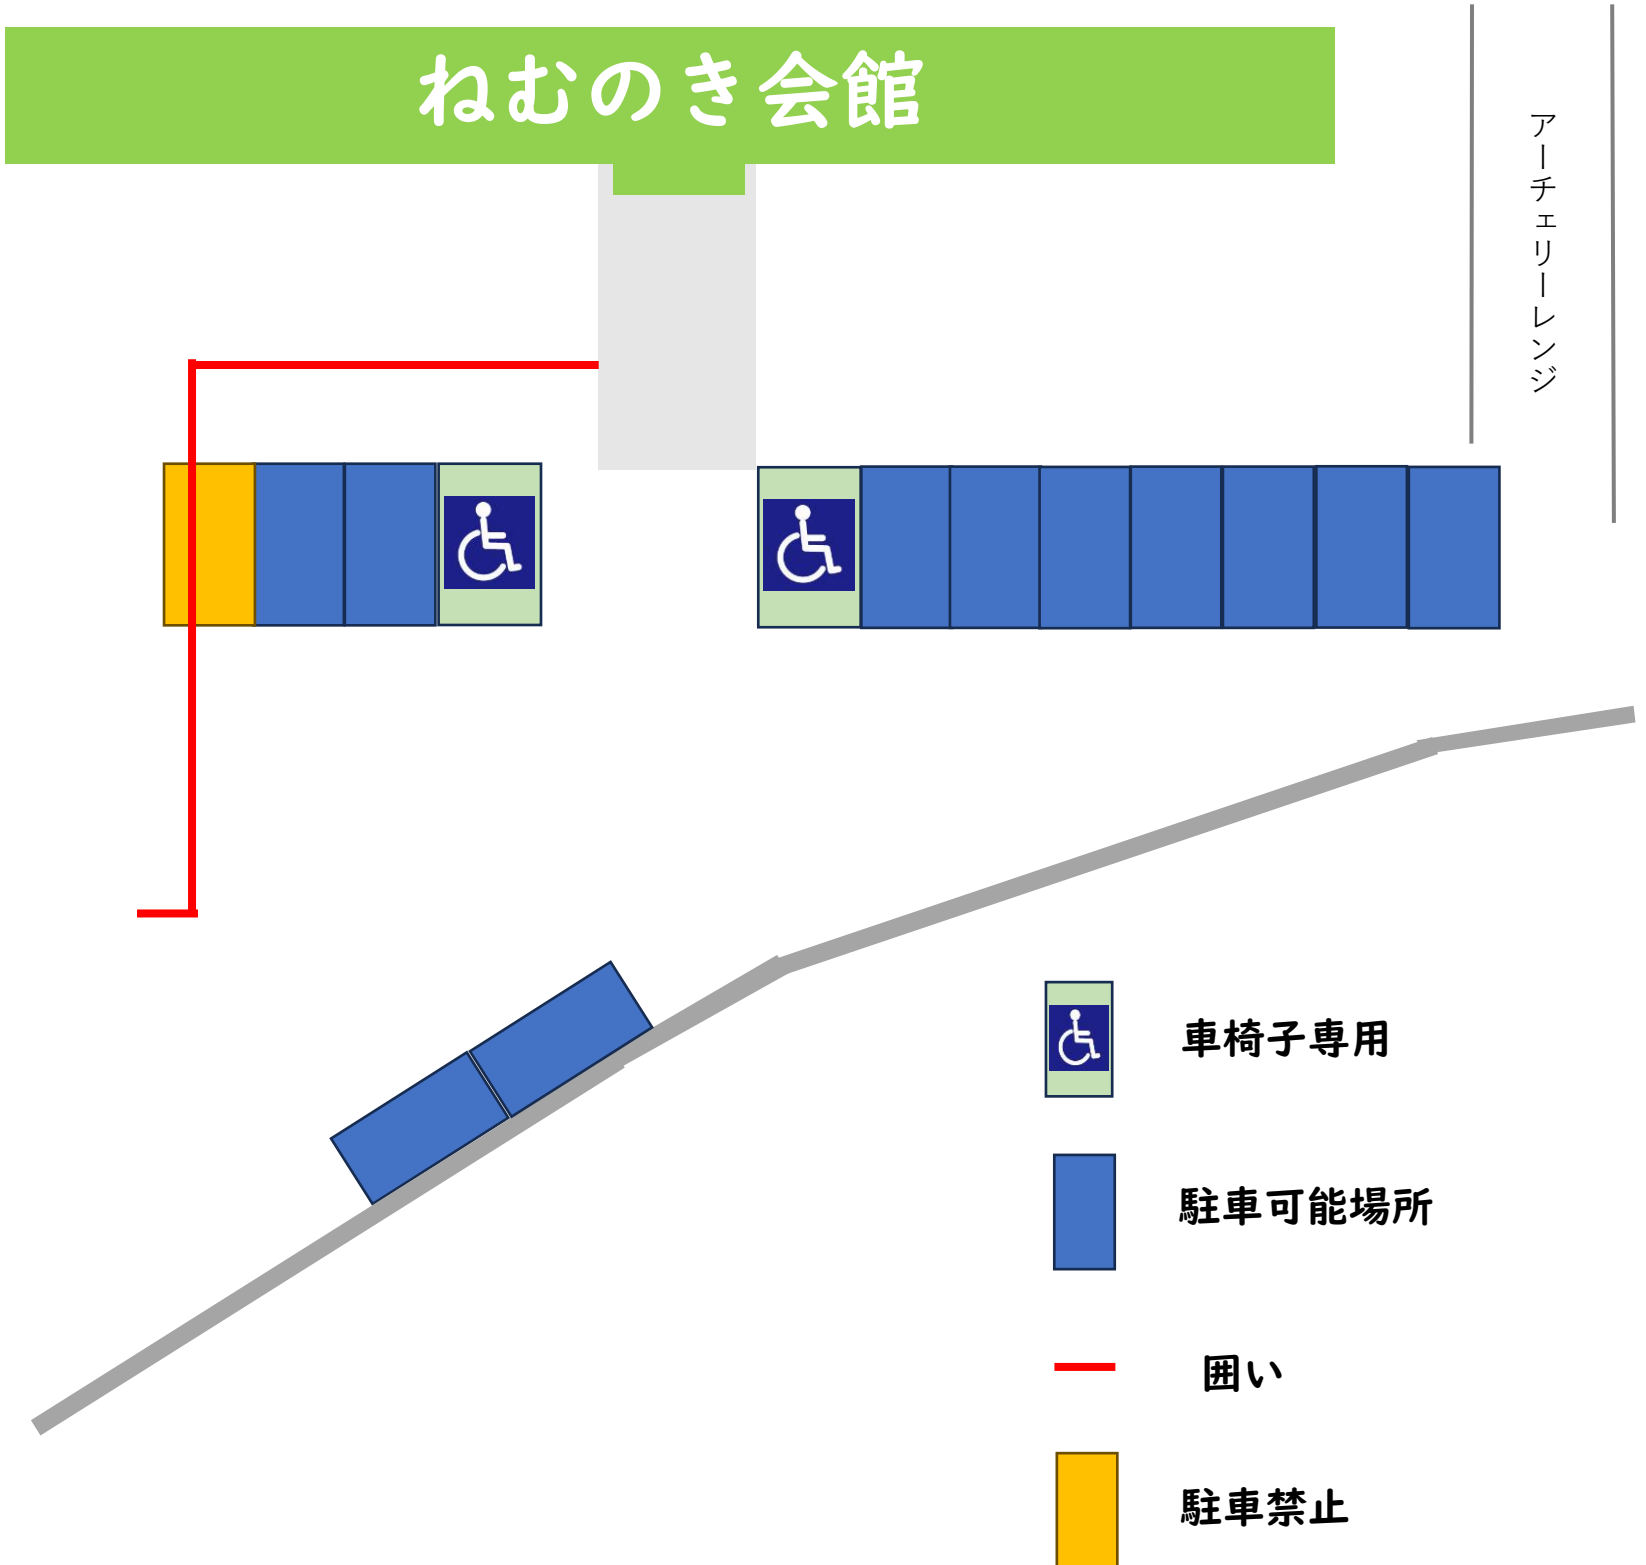 ねむのき会館
アーチェリーレンジ
車椅子専用
駐車可能場所
囲い
駐車禁止